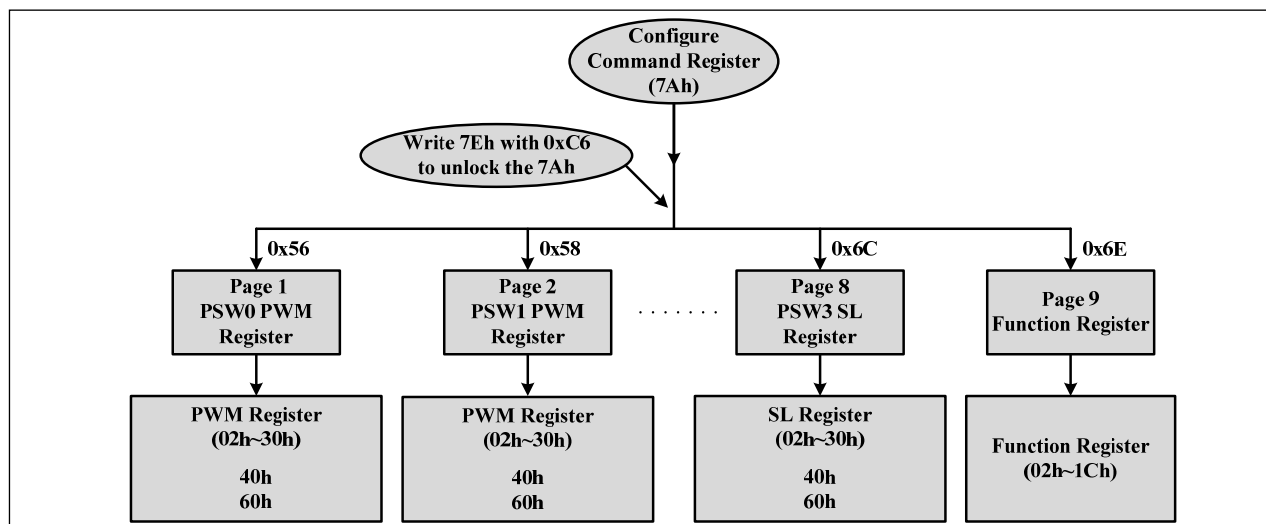 Configure
Command Register
(7Ah)
Write 7Eh with 0xC6
to unlock the 7Ah
0x56
0x58
0x6C
0x6E
Page 1
PSW0 PWM
Register
Page 2
PSW1 PWM
Register
. . . . . . .
Page 8
PSW3 SL
Register
Page 9
Function Register
PWM Register
(02h~30h)
40h
60h
PWM Register
(02h~30h)
40h
60h
SL Register
(02h~30h)
40h
60h
Function Register
(02h~1Ch)